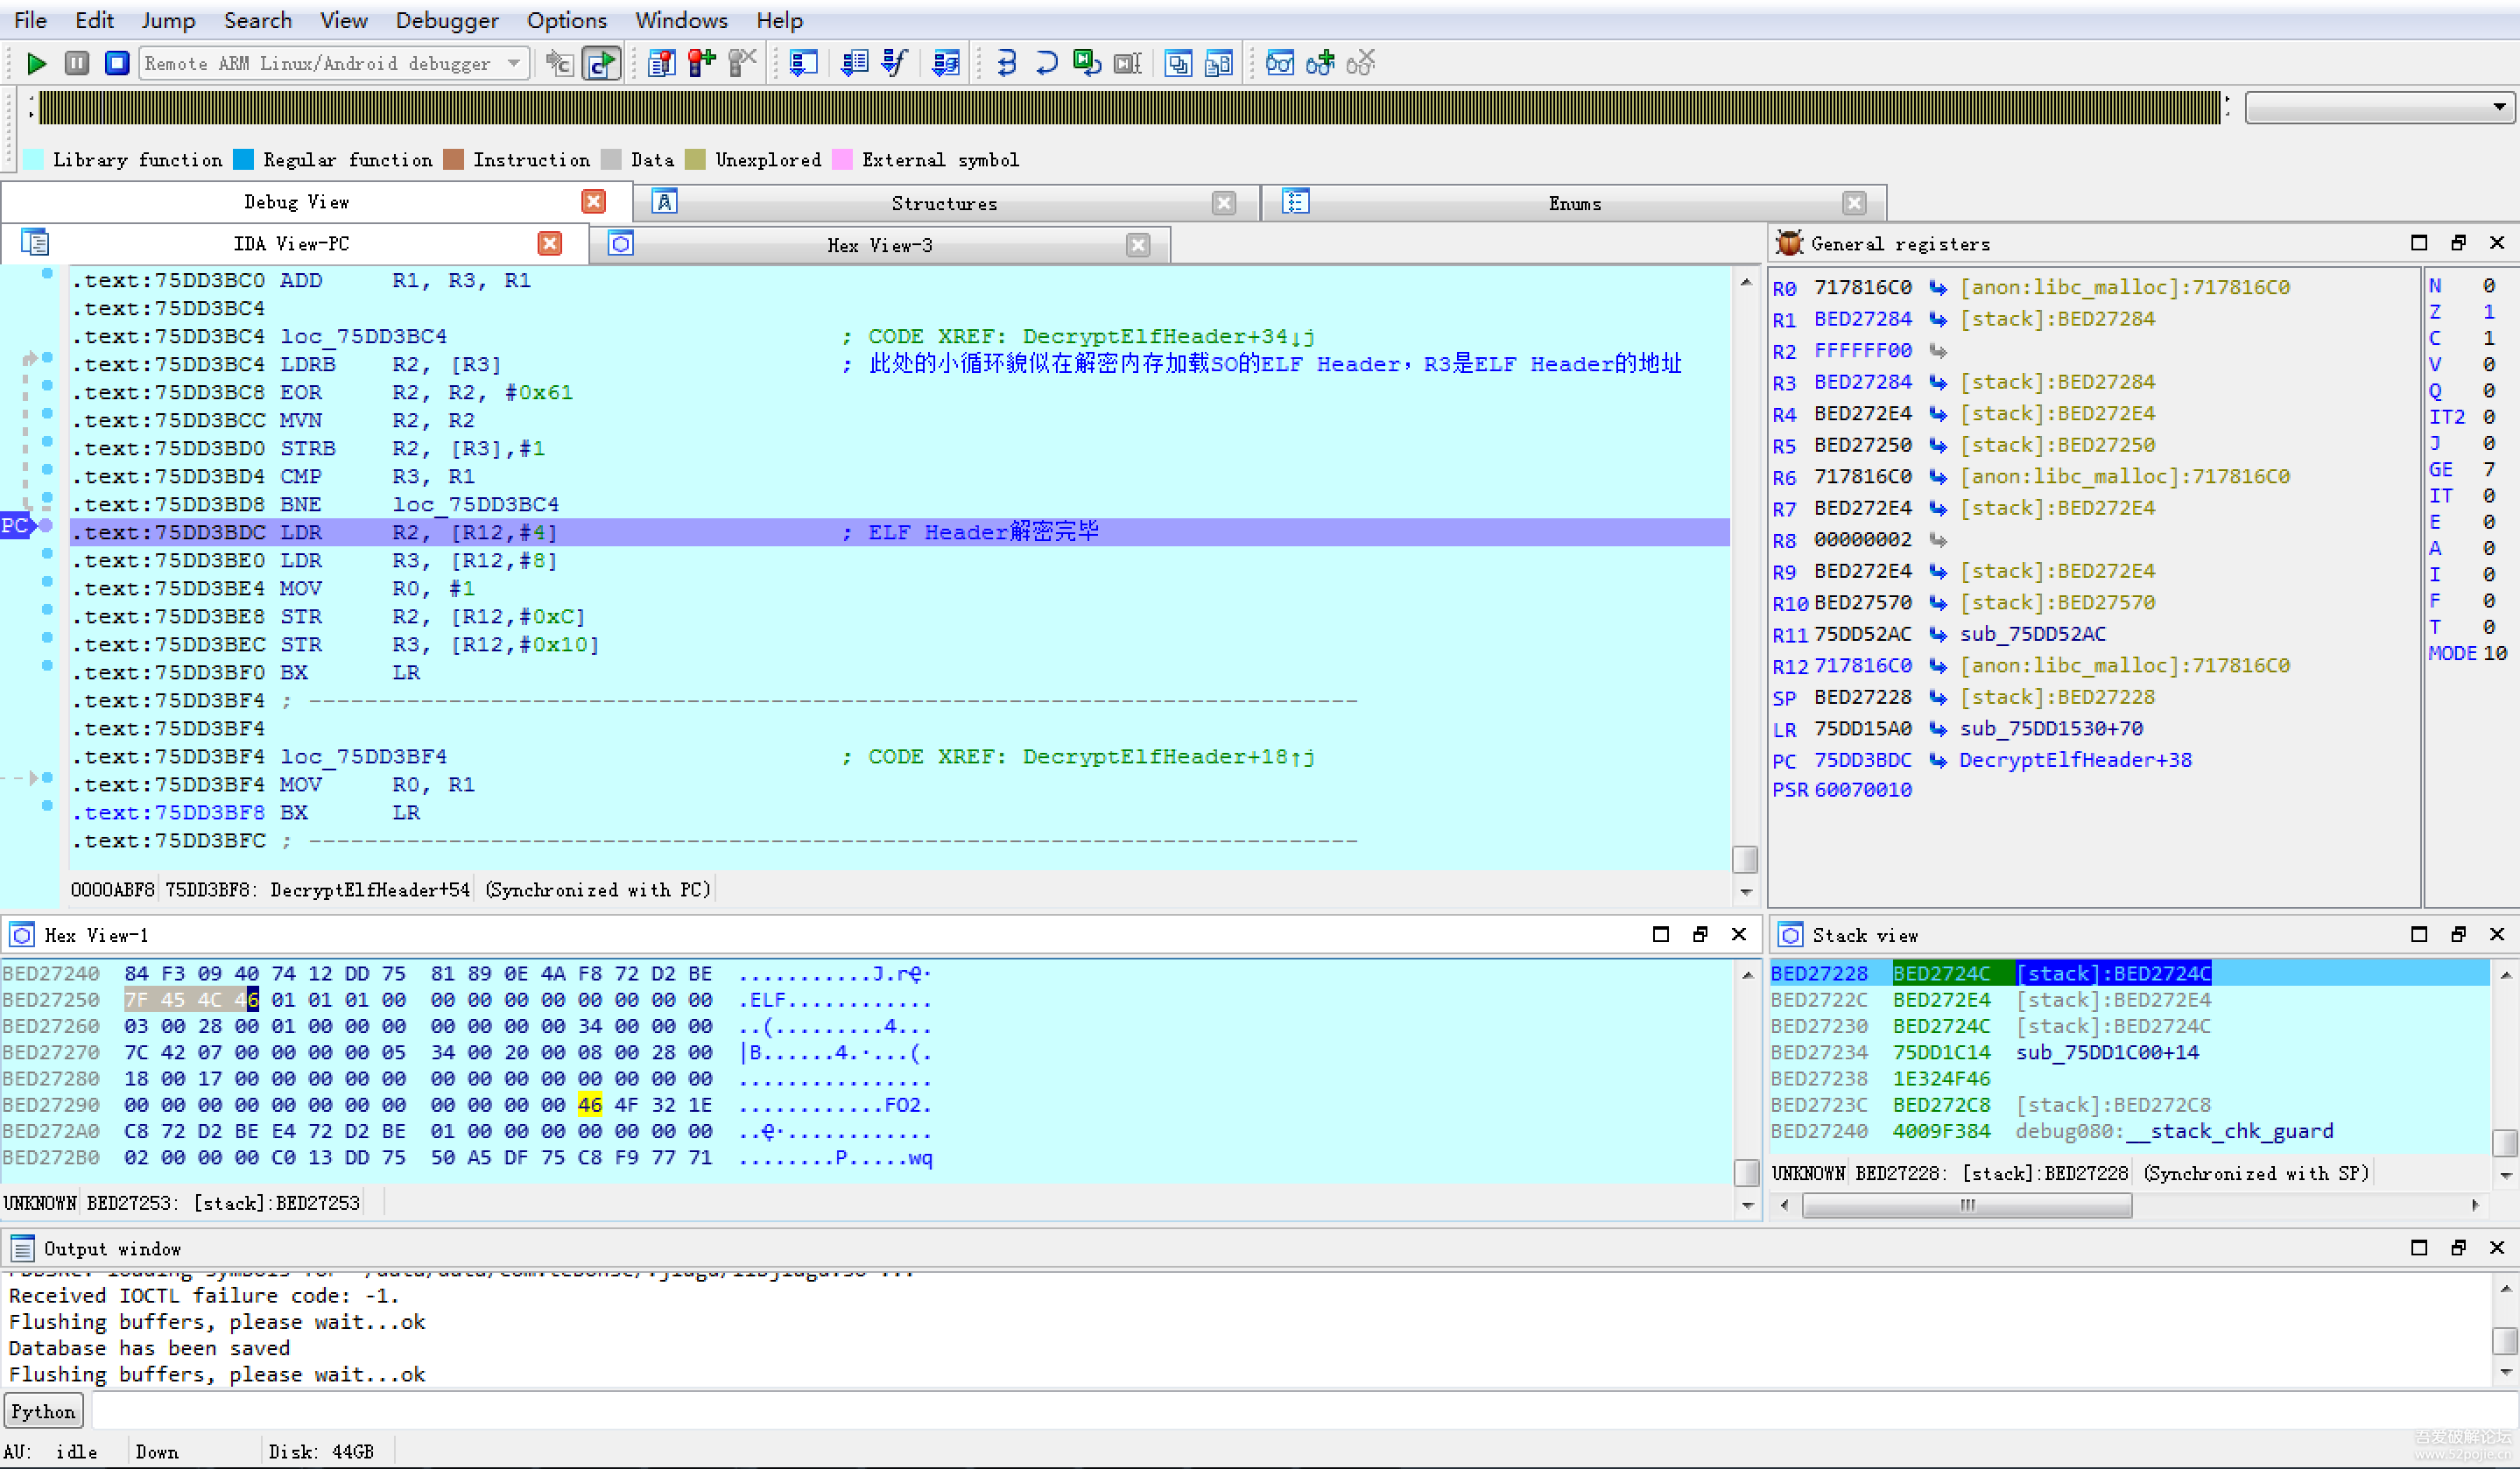 File Edit Jump Search View Debugger Options Windows Help
Remote ARM Linux/Android debugger
Library function Regular function Instruction Data Unexplored External symbol
Debug View Structures Enums
IDA View-PC Hex View-3 General registers
.text:75DD3BC0 ADD R1, R3, R1
.text:75DD3BC4
.text:75DD3BC4 loc_75DD3BC4 ; CODE XREF: DecryptElfHeader+34↓j
.text:75DD3BC4 LDRB R2, [R3] ; 此处的小循环貌似在解密内存加载SO的ELF Header，R3是ELF Header的地址
.text:75DD3BC8 EOR R2, R2, #0x61
.text:75DD3BCC MVN R2, R2
.text:75DD3BD0 STRB R2, [R3],#1
.text:75DD3BD4 CMP R3, R1
.text:75DD3BD8 BNE loc_75DD3BC4
PC
.text:75DD3BDC LDR R2, [R12,#4] ; ELF Header解密完毕
.text:75DD3BE0 LDR R3, [R12,#8]
.text:75DD3BE4 MOV R0, #1
.text:75DD3BE8 STR R2, [R12,#0xC]
.text:75DD3BEC STR R3, [R12,#0x10]
.text:75DD3BF0 BX LR
.text:75DD3BF4 ; ---------------------------------------------------------------------------
.text:75DD3BF4
.text:75DD3BF4 loc_75DD3BF4 ; CODE XREF: DecryptElfHeader+18↑j
.text:75DD3BF4 MOV R0, R1
.text:75DD3BF8 BX LR
.text:75DD3BFC ; ---------------------------------------------------------------------------
0000ABF8 75DD3BF8: DecryptElfHeader+54 (Synchronized with PC)
R0 717816C0 [anon:libc_malloc]:717816C0
R1 BED27284 [stack]:BED27284
R2 FFFFFF00
R3 BED27284 [stack]:BED27284
R4 BED272E4 [stack]:BED272E4
R5 BED27250 [stack]:BED27250
R6 717816C0 [anon:libc_malloc]:717816C0
R7 BED272E4 [stack]:BED272E4
R8 00000002
R9 BED272E4 [stack]:BED272E4
R10 BED27570 [stack]:BED27570
R11 75DD52AC sub_75DD52AC
R12 717816C0 [anon:libc_malloc]:717816C0
SP BED27228 [stack]:BED27228
LR 75DD15A0 sub_75DD1530+70
PC 75DD3BDC DecryptElfHeader+38
PSR 60070010
N 0
Z 1
C 1
V 0
Q 0
IT2 0
J 0
GE 7
IT 0
E 0
A 0
I 0
F 0
T 0
MODE 10
Hex View-1
BED27240 84 F3 09 40 74 12 DD 75 81 89 0E 4A F8 72 D2 BE ...........J.rҾ
BED27250 7F 45 4C 46 01 01 01 00 00 00 00 00 00 00 00 00 .ELF............
BED27260 03 00 28 00 01 00 00 00 00 00 00 00 34 00 00 00 ..(.........4...
BED27270 7C 42 07 00 00 00 00 05 34 00 20 00 08 00 28 00 |B......4.·...(.
BED27280 18 00 17 00 00 00 00 00 00 00 00 00 00 00 00 00 ................
BED27290 00 00 00 00 00 00 00 00 00 00 00 00 46 4F 32 1E ............FO2.
BED272A0 C8 72 D2 BE E4 72 D2 BE 01 00 00 00 00 00 00 00
BED272B0 02 00 00 00 C0 13 DD 75 50 A5 DF 75 C8 F9 77 71 ........P.....wq
UNKNOWN BED27253: [stack]:BED27253
Stack view
BED27228 BED2724C [stack]:BED2724C
BED2722C BED272E4 [stack]:BED272E4
BED27230 BED2724C [stack]:BED2724C
BED27234 75DD1C14 sub_75DD1C00+14
BED27238 1E324F46
BED2723C BED272C8 [stack]:BED272C8
BED27240 4009F384 debug080:__stack_chk_guard
UNKNOWN BED27228: [stack]:BED27228 (Synchronized with SP)
Output window
Received IOCTL failure code: -1.
Flushing buffers, please wait...ok
Database has been saved
Flushing buffers, please wait...ok
Python
AU: idle Down Disk: 44GB
吾爱破解论坛
www.52pojie.cn